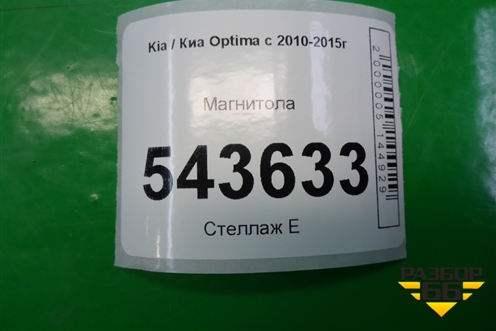 Kia / Киа Optima с 2010-2015г
Магнитола
543633
Стеллаж Е
2000005144929
РАЗБОР
66